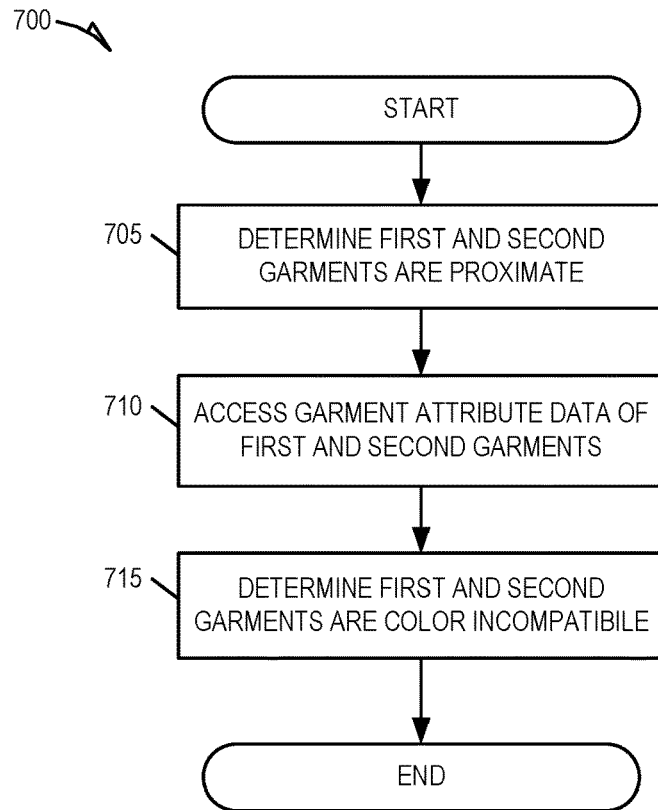 700
START
705
DETERMINE FIRST AND SECOND
GARMENTS ARE PROXIMATE
710
ACCESS GARMENT ATTRIBUTE DATA OF
FIRST AND SECOND GARMENTS
715
DETERMINE FIRST AND SECOND
GARMENTS ARE COLOR INCOMPATIBILE
END